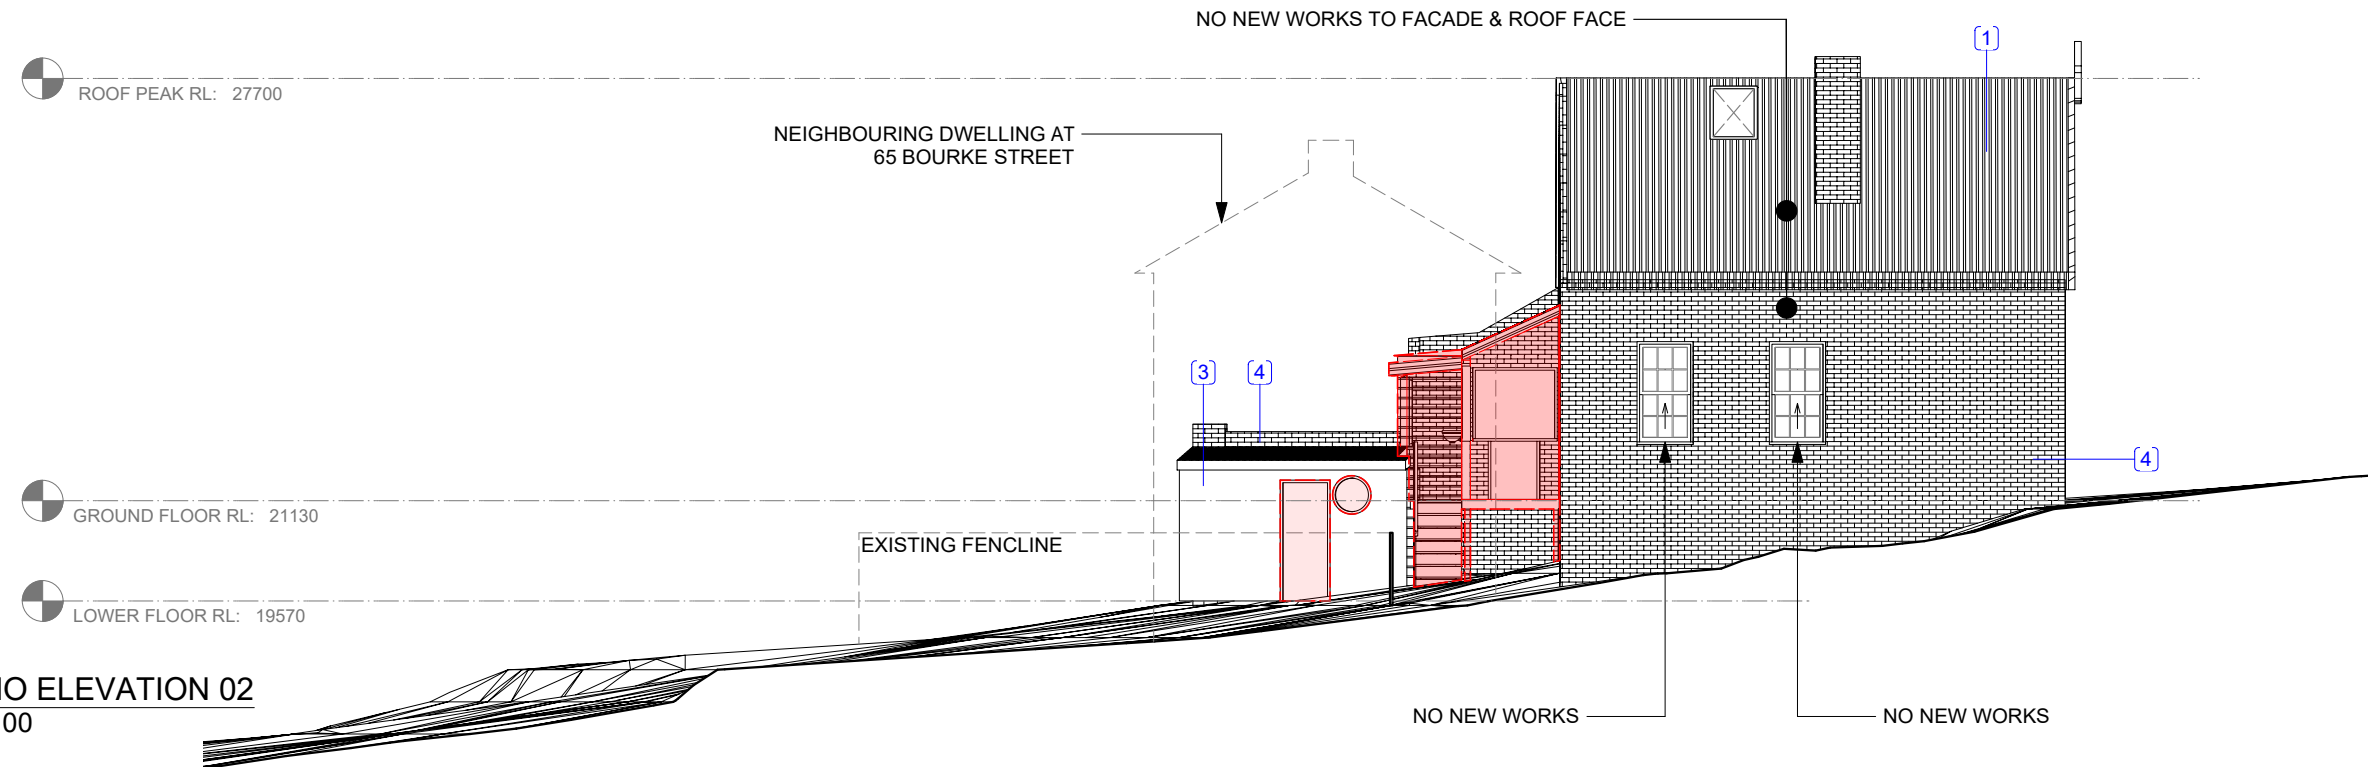 NO NEW WORKS TO FACADE & ROOF FACE
1
ROOF PEAK RL: 27700
NEIGHBOURING DWELLING AT
65 BOURKE STREET
3
4
4
GROUND FLOOR RL: 21130
EXISTING FENCLINE
LOWER FLOOR RL: 19570
ELEVATION 02
00
NO NEW WORKS
NO NEW WORKS